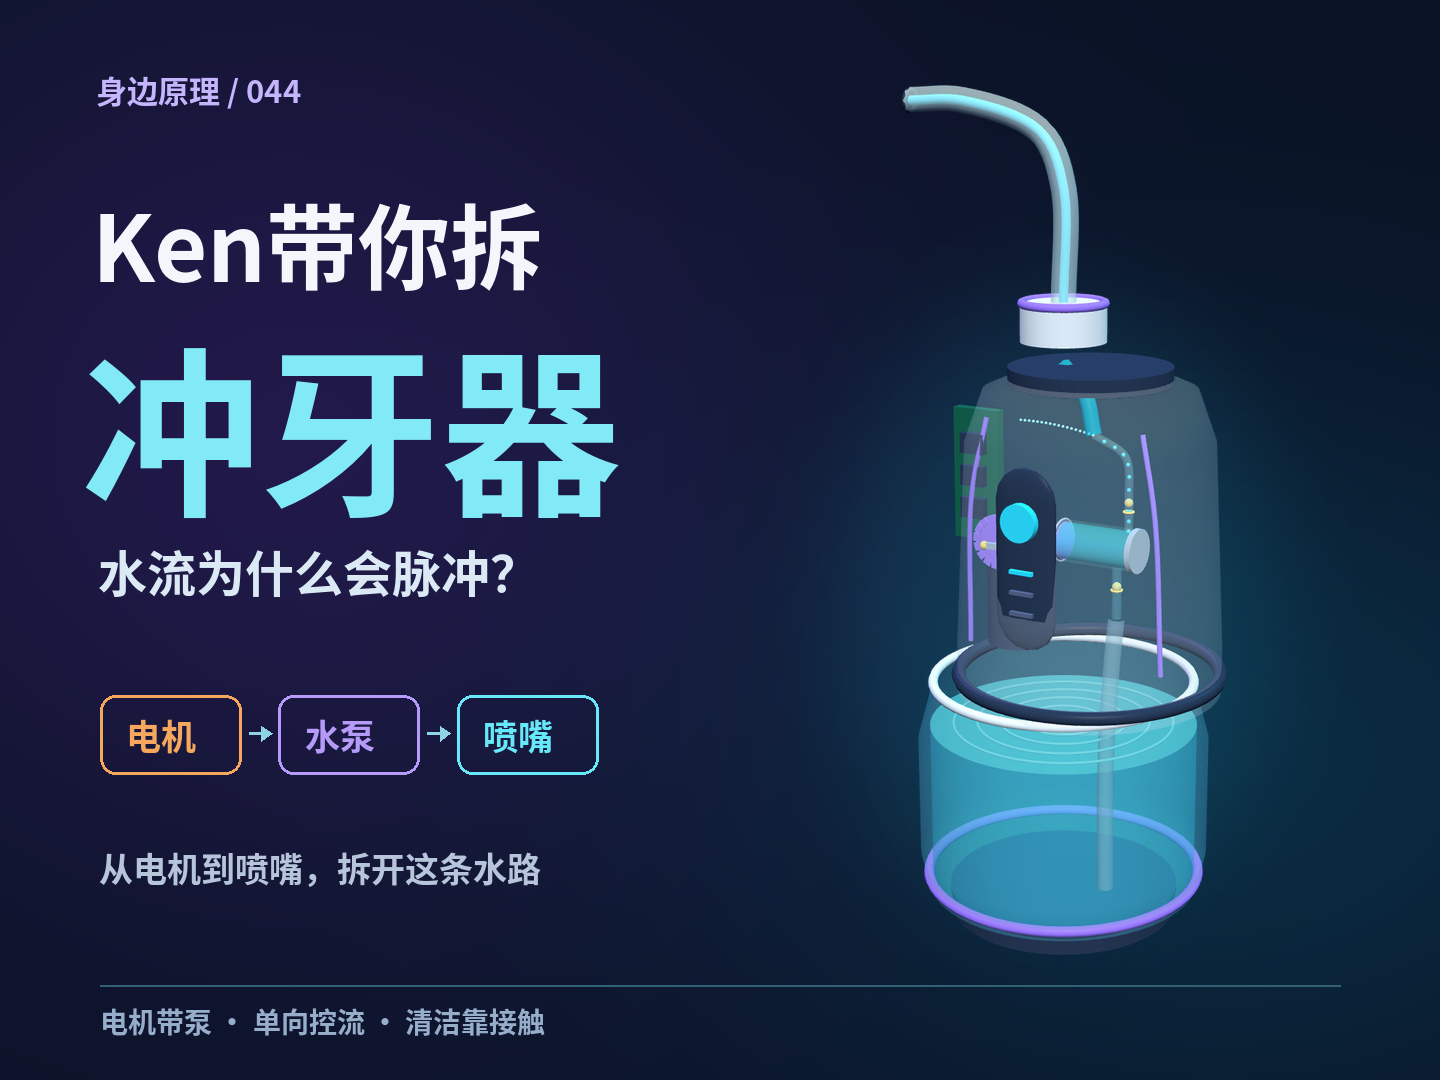 身边原理 / 044
Ken带你拆
冲牙器
水流为什么会脉冲？
电机
水泵
喷嘴
从电机到喷嘴，拆开这条水路
电机带泵 · 单向控流 · 清洁靠接触